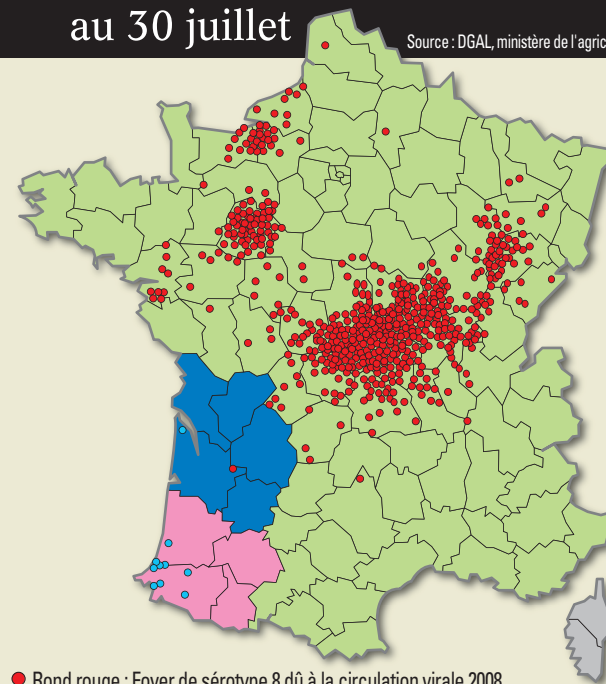 au 30 juillet
Source : DGAL, ministère de l'agric
Rond rouge : Foyer de sérotype 8 dû à la circulation virale 2008